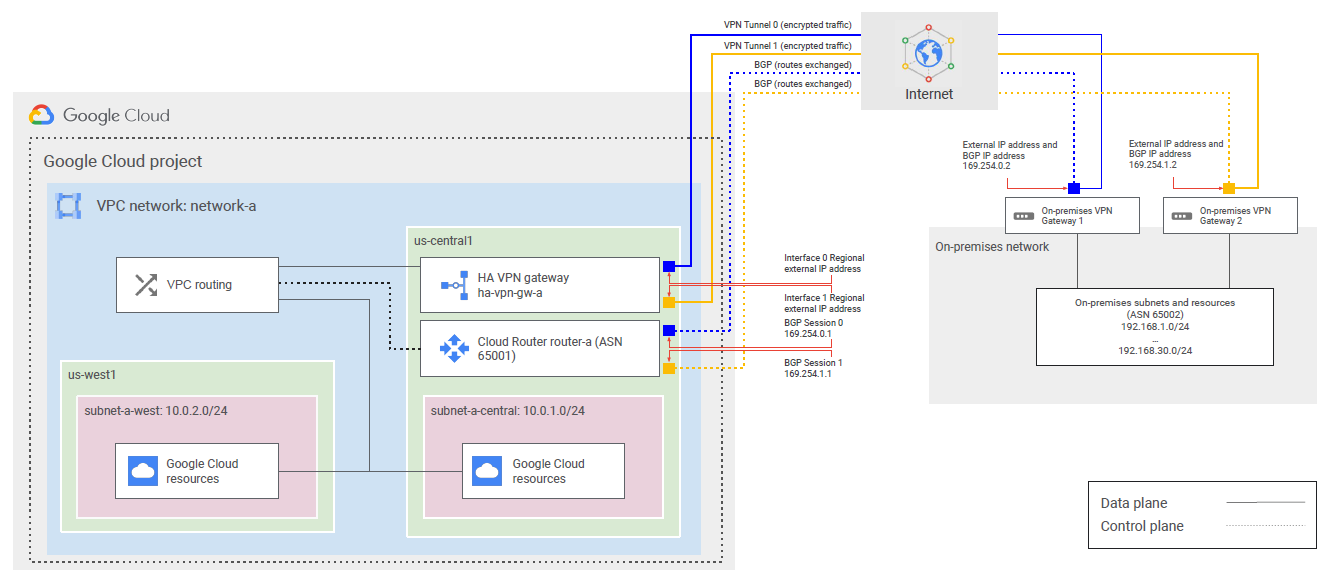 VPN Tunnel 0 (encrypted traffic)
VPN Tunnel 1 (encrypted traffic)
BGP (routes exchanged)
BGP (routes exchanged)
Internet
Google Cloud
Google Cloud project
VPC network: network-a
us-central1
VPC routing
HA VPN gateway
ha-vpn-gw-a
Cloud Router router-a (ASN
65001)
us-west1
subnet-a-west: 10.0.2.0/24
Google Cloud
resources
subnet-a-central: 10.0.1.0/24
Google Cloud
resources
Interface 0 Regional
external IP address
Interface 1 Regional
external IP address
BGP Session 0
169.254.0.1
BGP Session 1
169.254.1.1
External IP address and
BGP IP address
169.254.0.2
External IP address and
BGP IP address
169.254.1.2
On-premises VPN
Gateway 1
On-premises VPN
Gateway 2
On-premises network
On-premises subnets and resources
(ASN 65002)
192.168.1.0/24
...
192.168.30.0/24
Data plane
Control plane